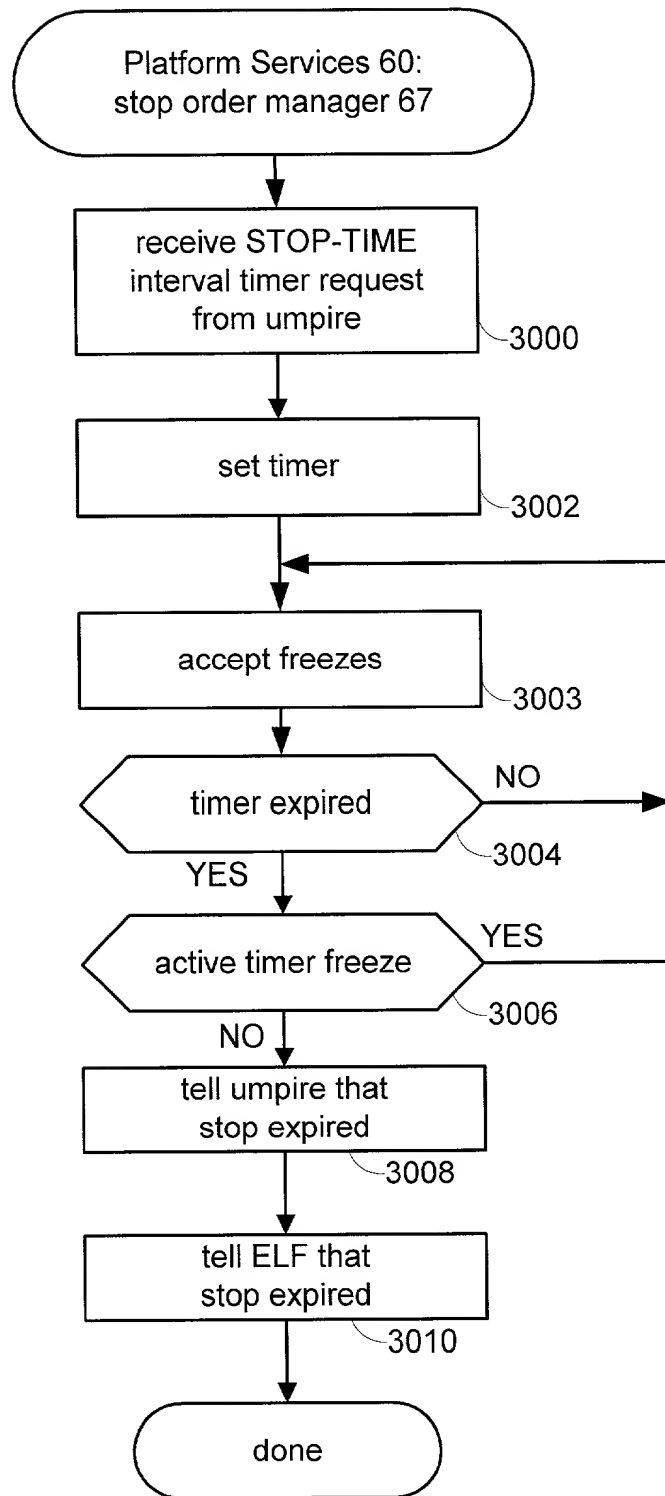 Platform Services 60:
stop order manager 67
receive STOP-TIME
interval timer request
from umpire
3000
set timer
3002
accept freezes
3003
timer expired
NO
3004
YES
active timer freeze
YES
3006
NO
tell umpire that
stop expired
3008
tell ELF that
stop expired
3010
done